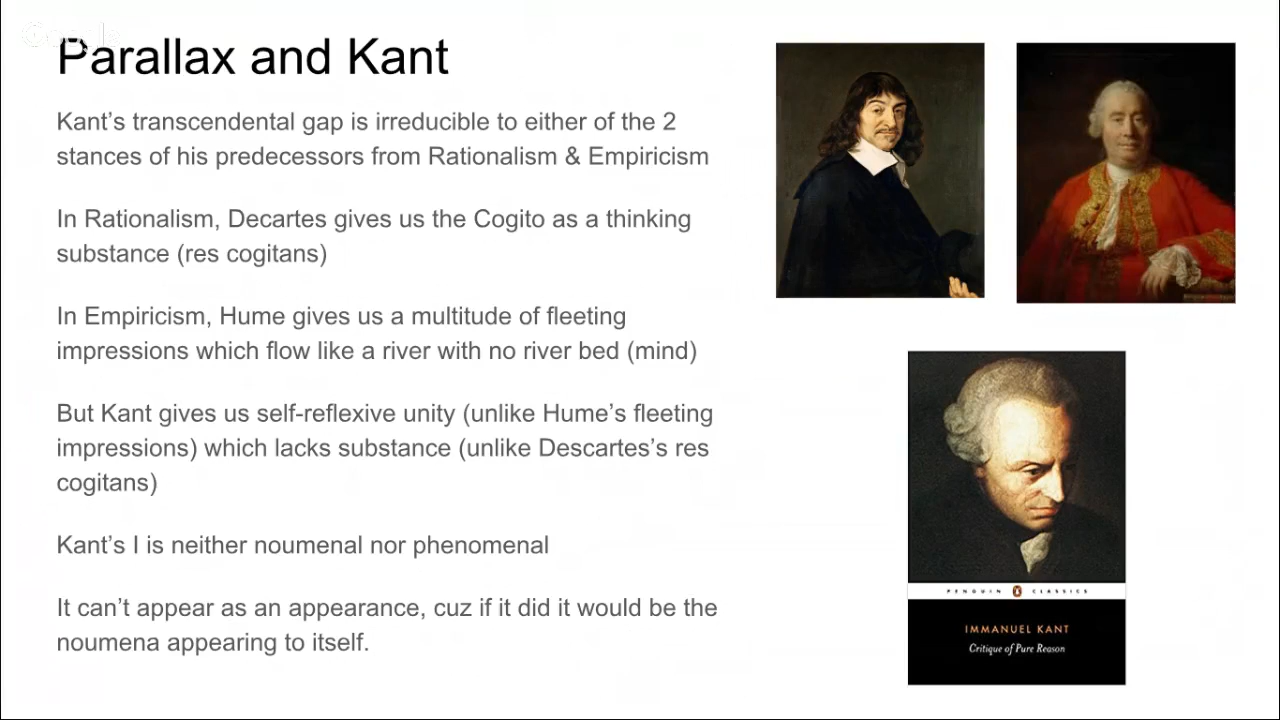 Google
Parallax and Kant
Kant’s transcendental gap is irreducible to either of the 2
stances of his predecessors from Rationalism & Empiricism
In Rationalism, Decartes gives us the Cogito as a thinking
substance (res cogitans)
In Empiricism, Hume gives us a multitude of fleeting
impressions which flow like a river with no river bed (mind)
But Kant gives us self-reflexive unity (unlike Hume’s fleeting
impressions) which lacks substance (unlike Descartes’s res
cogitans)
Kant’s I is neither noumenal nor phenomenal
It can’t appear as an appearance, cuz if it did it would be the
noumena appearing to itself.
PENGUIN CLASSICS
IMMANUEL KANT
Critique of Pure Reason